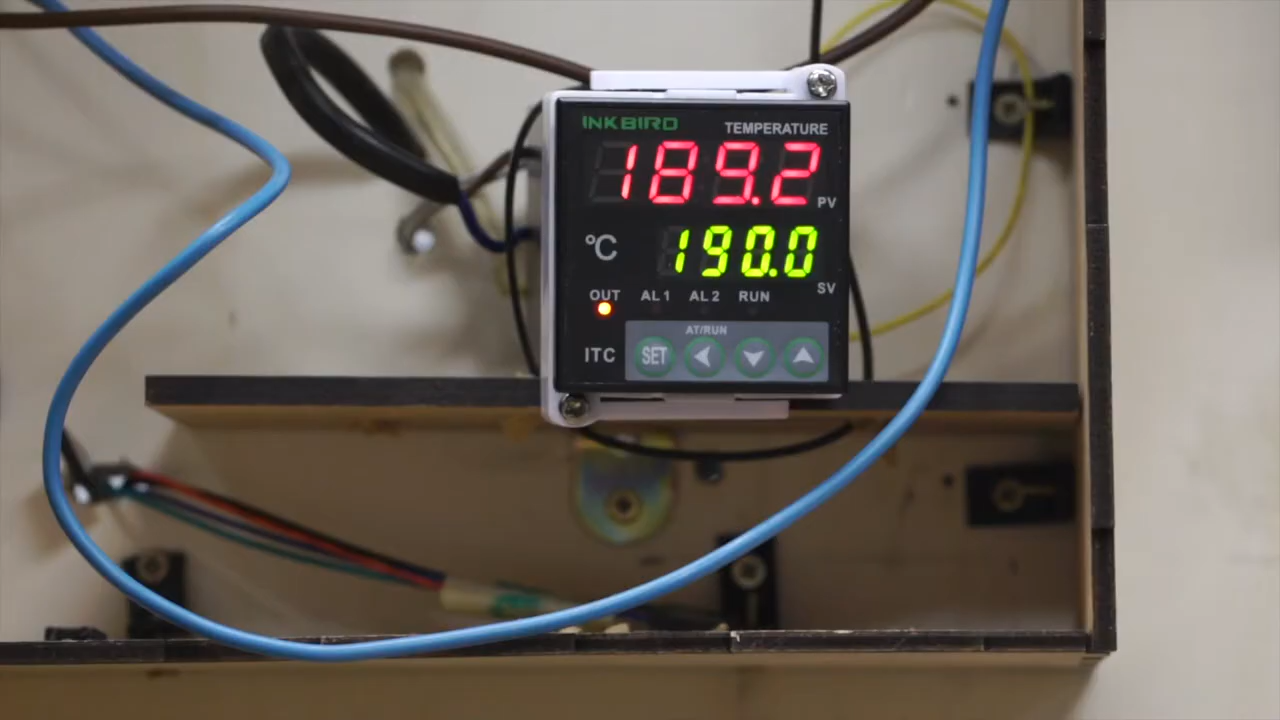 INKBIRD
TEMPERATURE
189.2
PV
°C
190.0
SV
OUT AL1 AL2 RUN
AT/RUN
ITC SET